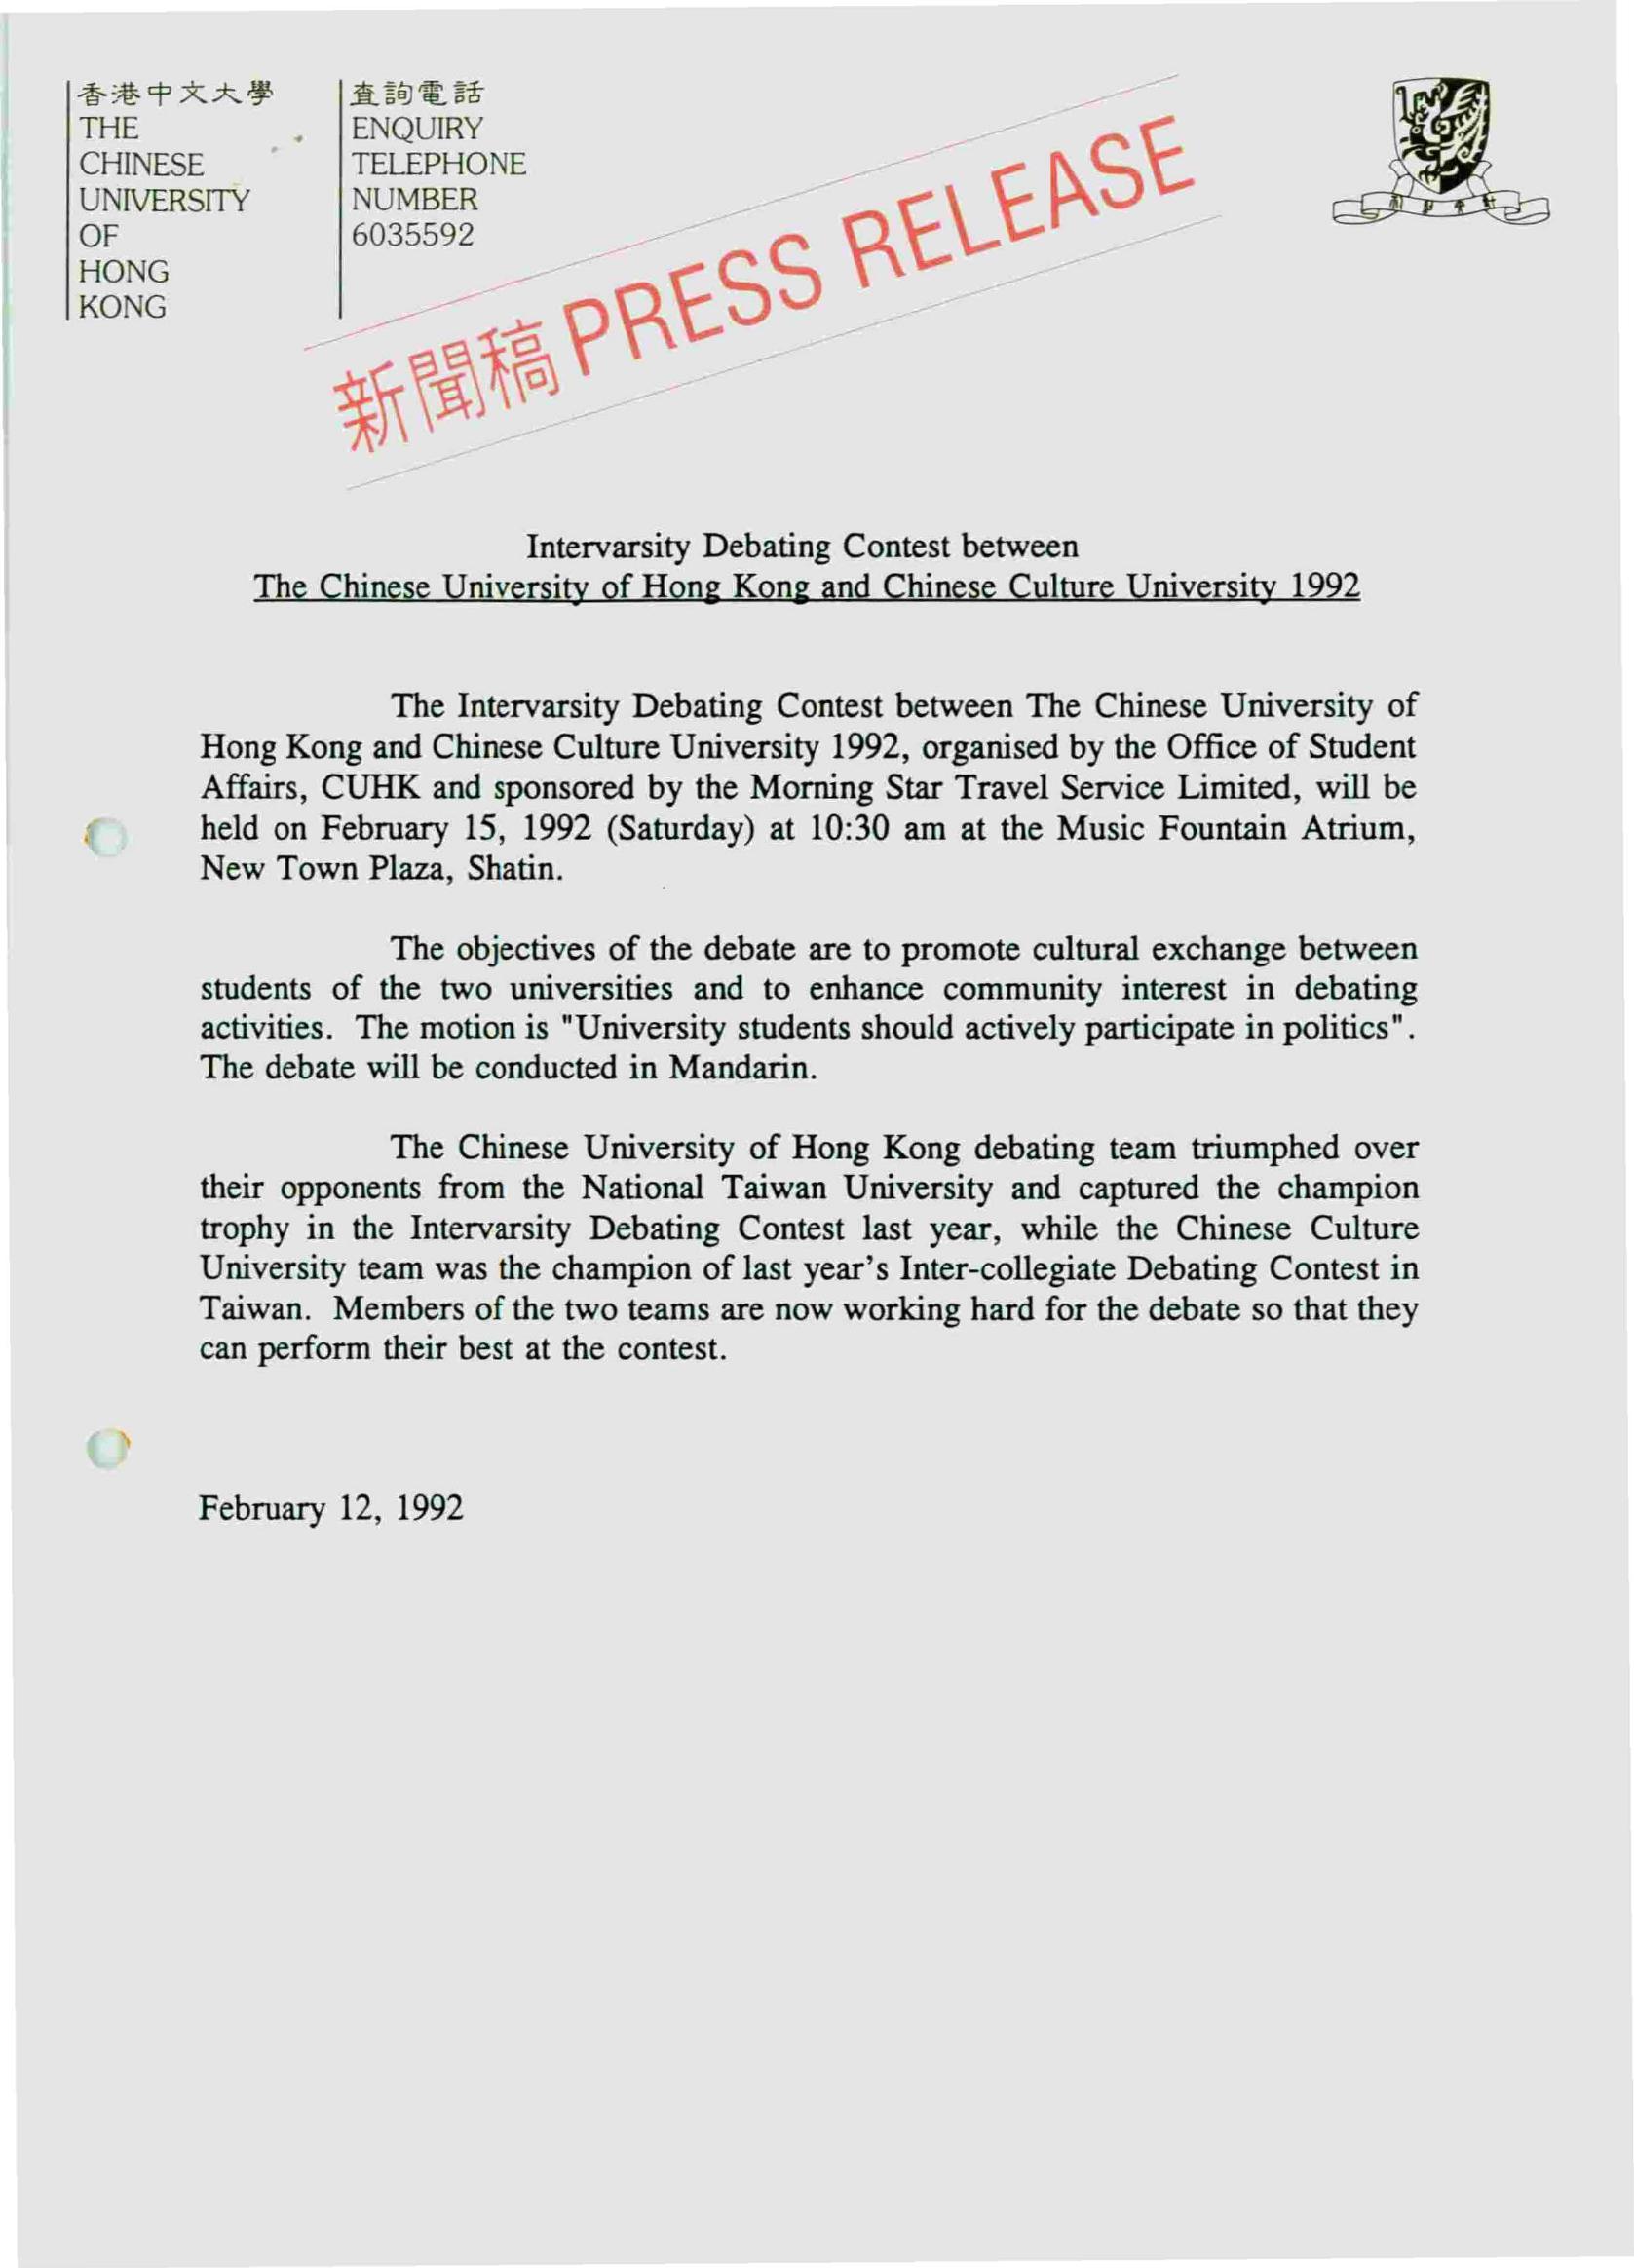 香港中文大學
THE
CHINESE
UNIVERSITY
OF
HONG
KONG
查詢電話
ENQUIRY
TELEPHONE
NUMBER
6035592
新聞稿 PRESS RELEASE
Intervarsity Debating Contest between
The Chinese University of Hong Kong and Chinese Culture University 1992
The Intervarsity Debating Contest between The Chinese University of
Hong Kong and Chinese Culture University 1992, organised by the Office of Student
Affairs, CUHK and sponsored by the Morning Star Travel Service Limited, will be
held on February 15, 1992 (Saturday) at 10:30 am at the Music Fountain Atrium,
New Town Plaza, Shatin.
The objectives of the debate are to promote cultural exchange between
students of the two universities and to enhance community interest in debating
activities. The motion is "University students should actively participate in politics".
The debate will be conducted in Mandarin.
The Chinese University of Hong Kong debating team triumphed over
their opponents from the National Taiwan University and captured the champion
trophy in the Intervarsity Debating Contest last year, while the Chinese Culture
University team was the champion of last year's Inter-collegiate Debating Contest in
Taiwan. Members of the two teams are now working hard for the debate so that they
can perform their best at the contest.
February 12, 1992